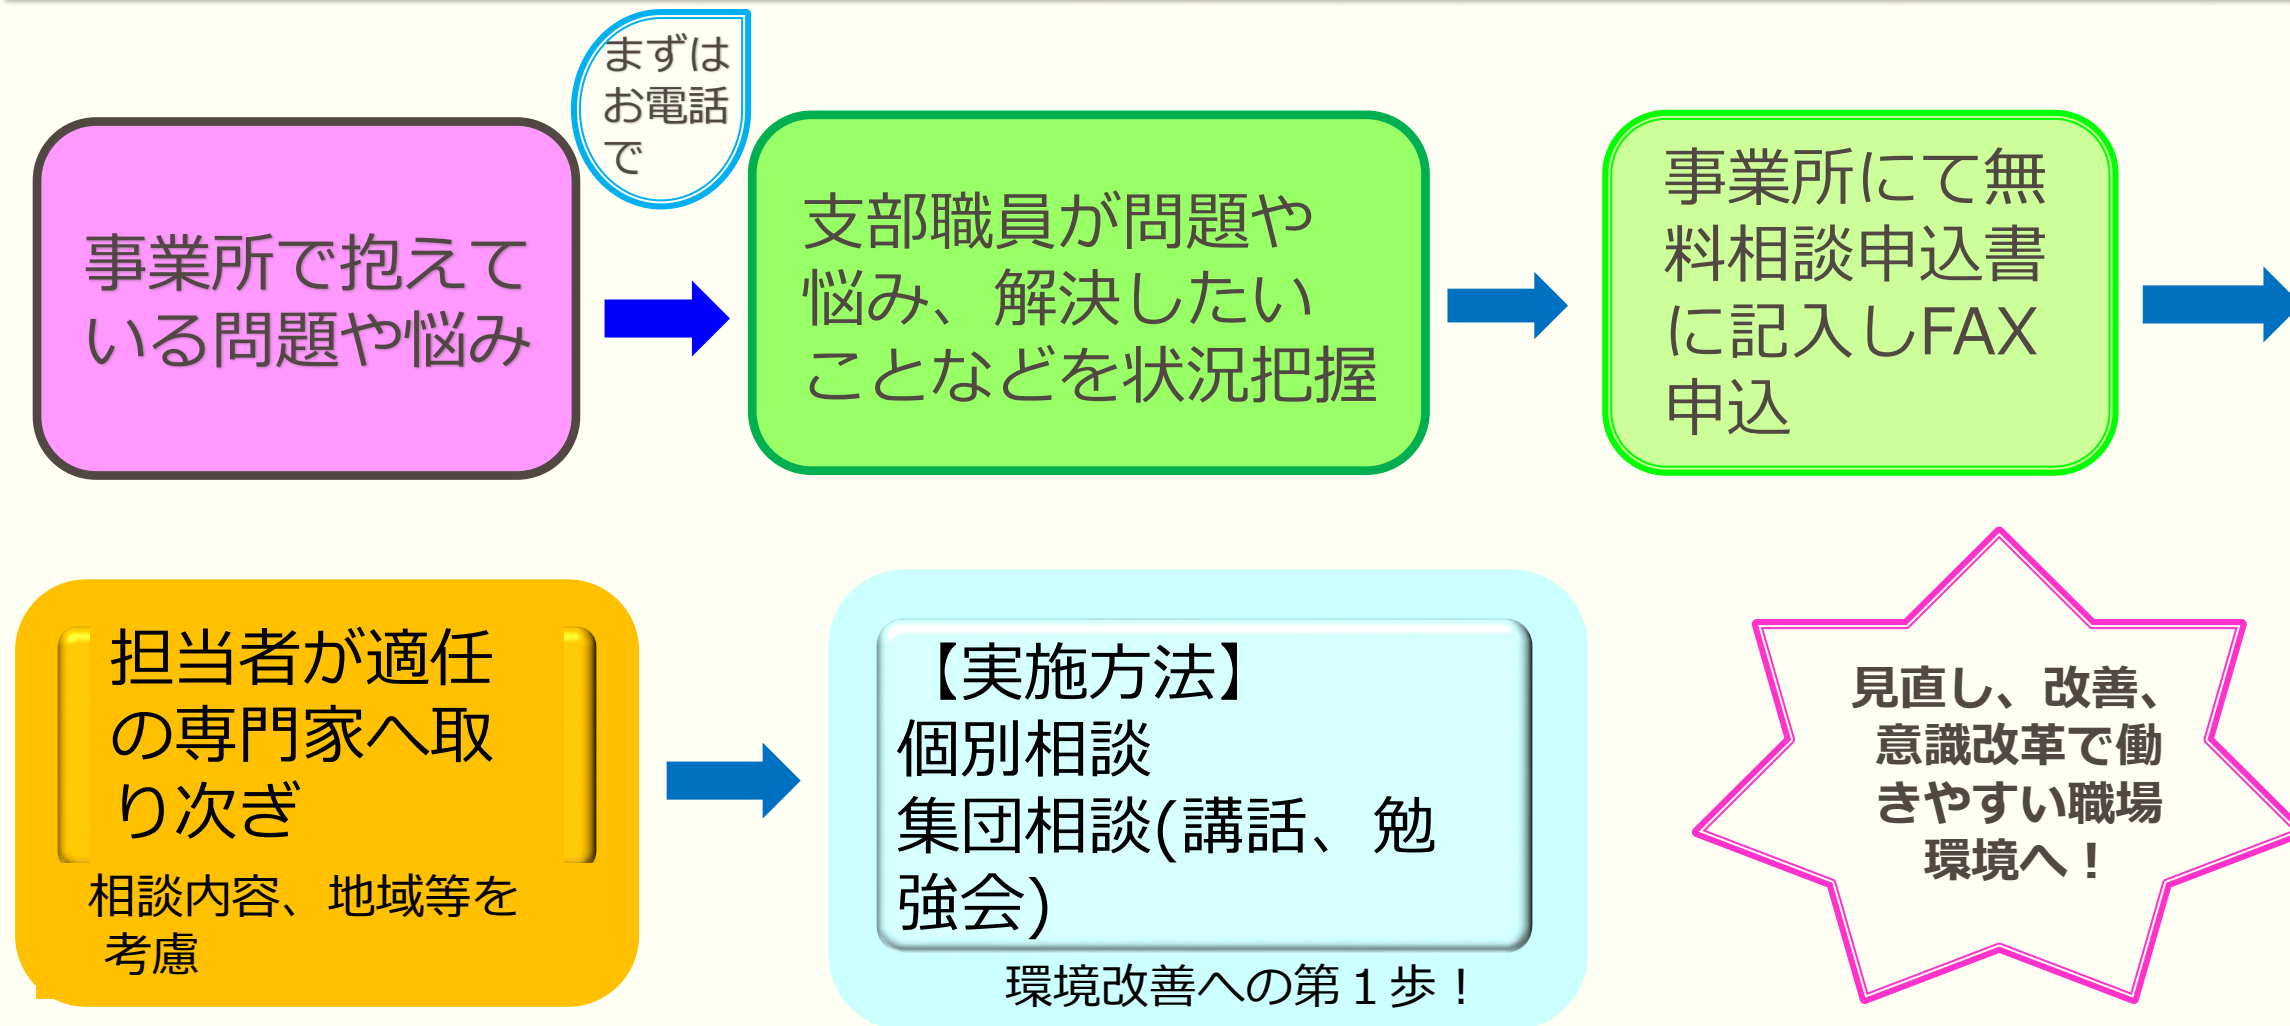 まずは
お電話
で
事業所で抱えて
いる問題や悩み
支部職員が問題や
悩み、解決したい
ことなどを状況把握
事業所にて無
料相談申込書
に記入しFAX
申込
担当者が適任
の専門家へ取
り次ぎ
相談内容、地域等を
考慮
【実施方法】
個別相談
集団相談(講話、勉
強会)
環境改善への第１歩！
見直し、改善、
意識改革で働
きやすい職場
環境へ！